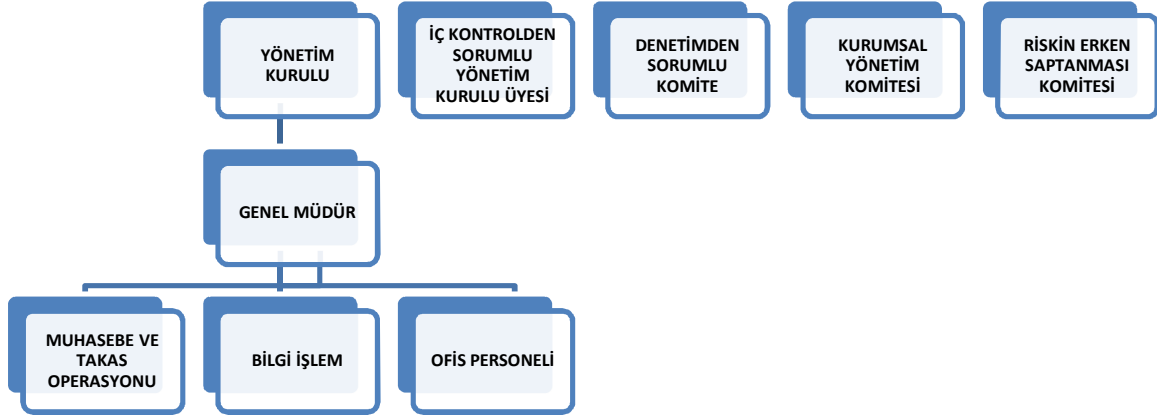 YÖNETİM
KURULU
İÇ KONTROLDEN
SORUMLU
YÖNETİM
KURULU ÜYESİ
DENETİMDEN
SORUMLU
KOMİTE
KURUMSAL
YÖNETİM
KOMİTESİ
RİSKİN ERKEN
SAPTANMASI
KOMİTESİ
GENEL MÜDÜR
MUHASEBE VE
TAKAS
OPERASYONU
BİLGİ İŞLEM
OFİS PERSONELİ